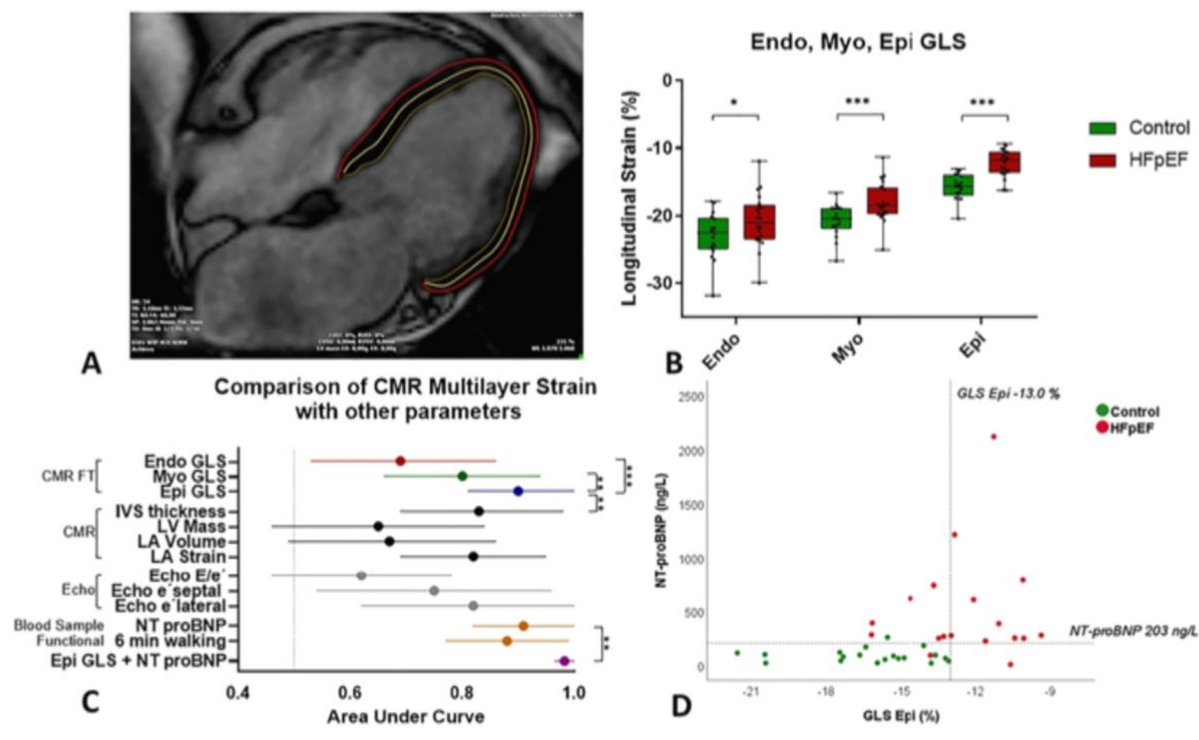 A
Endo, Myo, Epi GLS
Longitudinal Strain (%)
0
-10
-20
-30
*
***
***
Control
HFpEF
Endo
Myo
Epi
B
Comparison of CMR Multilayer Strain
with other parameters
CMR FT
Endo GLS
Myo GLS
Epi GLS
CMR
IVS thickness
LV Mass
LA Volume
LA Strain
Echo
Echo E/e´
Echo e´septal
Echo e´lateral
Blood Sample
NT proBNP
Functional
6 min walking
Epi GLS + NT proBNP
***
**
0.4
0.6
0.8
1.0
Area Under Curve
C
GLS Epi -13.0 %
Control
HFpEF
NT-proBNP (ng/L)
2500
2000
1500
1000
500
0
NT-proBNP 203 ng/L
-21
-18
-15
-12
-9
GLS Epi (%)
D